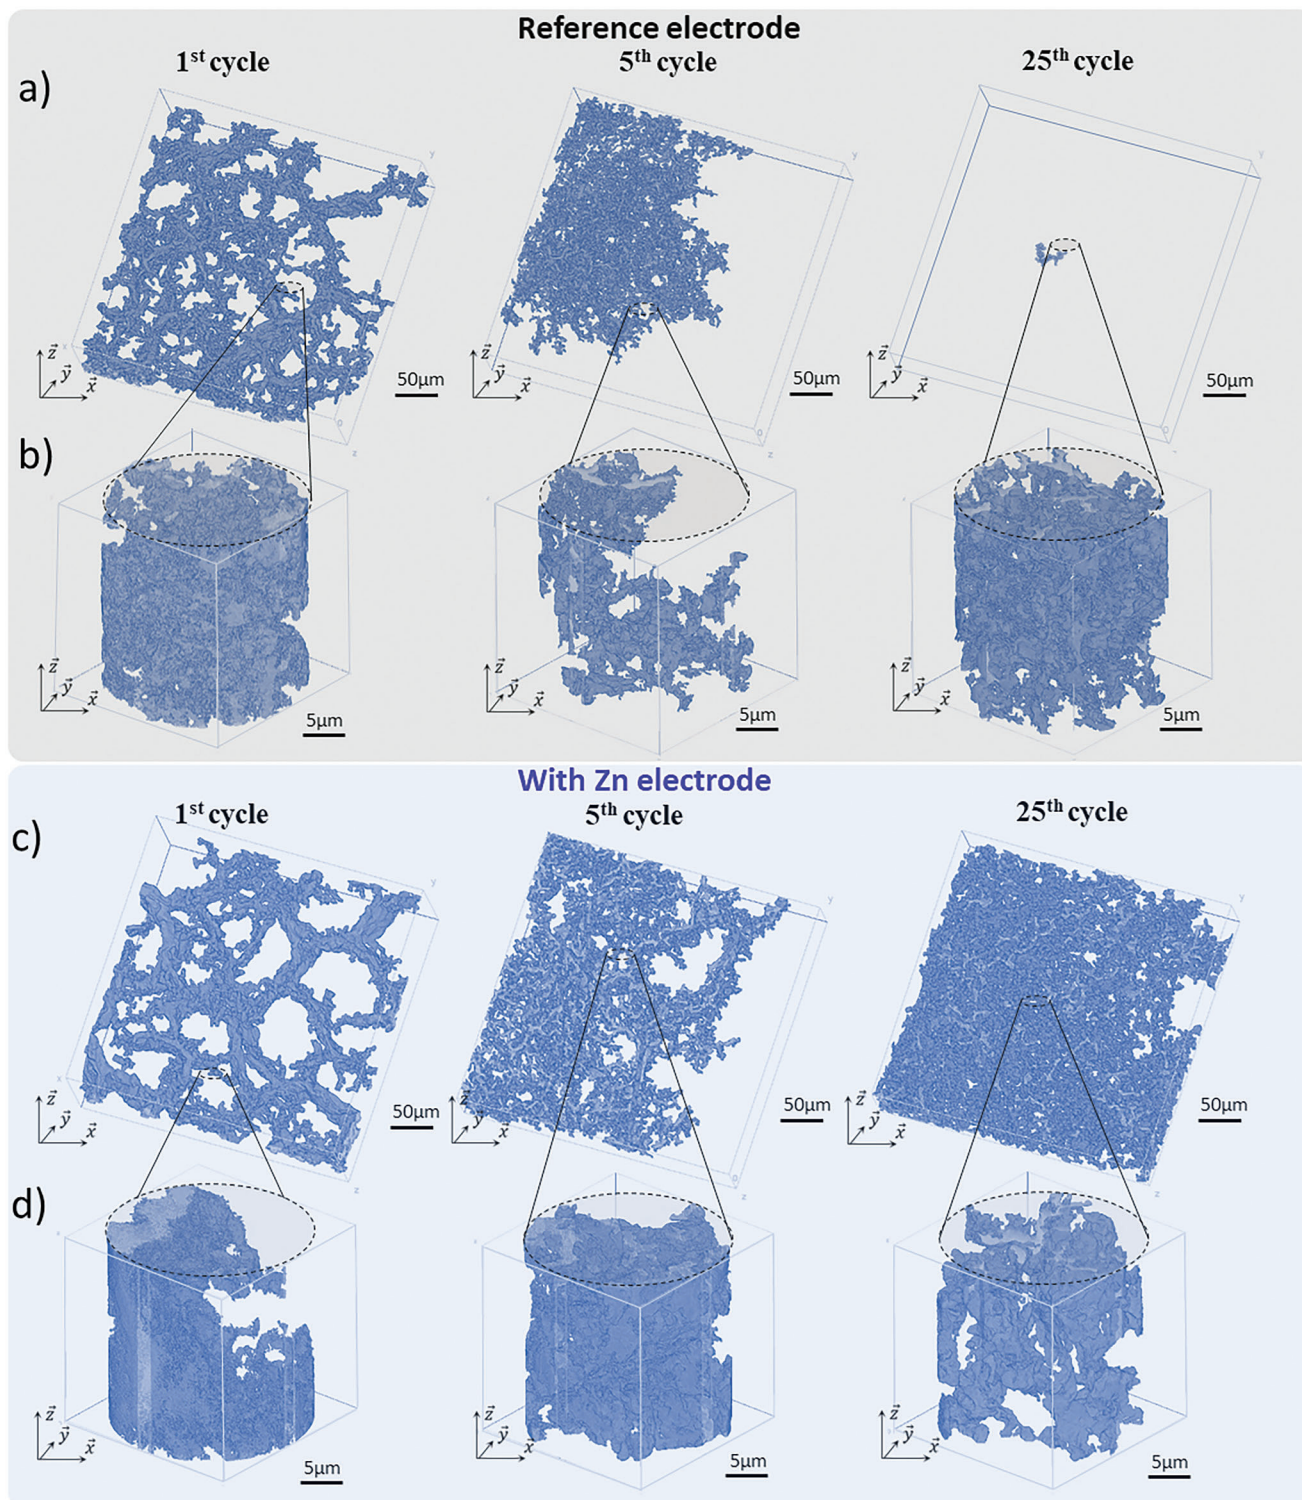 Reference electrode
1st cycle 5th cycle 25th cycle
a)
y y y
z⃗ y⃗ x⃗ 50μm z⃗ y⃗ x⃗ 50μm z⃗ y⃗ x⃗ 50μm
z z
b)
z⃗ y⃗ x⃗ 5μm z⃗ y⃗ x⃗ 5μm z⃗ y⃗ x⃗ 5μm
With Zn electrode
1st cycle 5th cycle 25th cycle
c)
y y y
z⃗ y⃗ x⃗ 50μm z⃗ y⃗ x⃗ 50μm z⃗ y⃗ x⃗ 50μm
z z z
d)
z⃗ y⃗ x⃗ 5μm z⃗ y⃗ x⃗ 5μm z⃗ y⃗ x⃗ 5μm